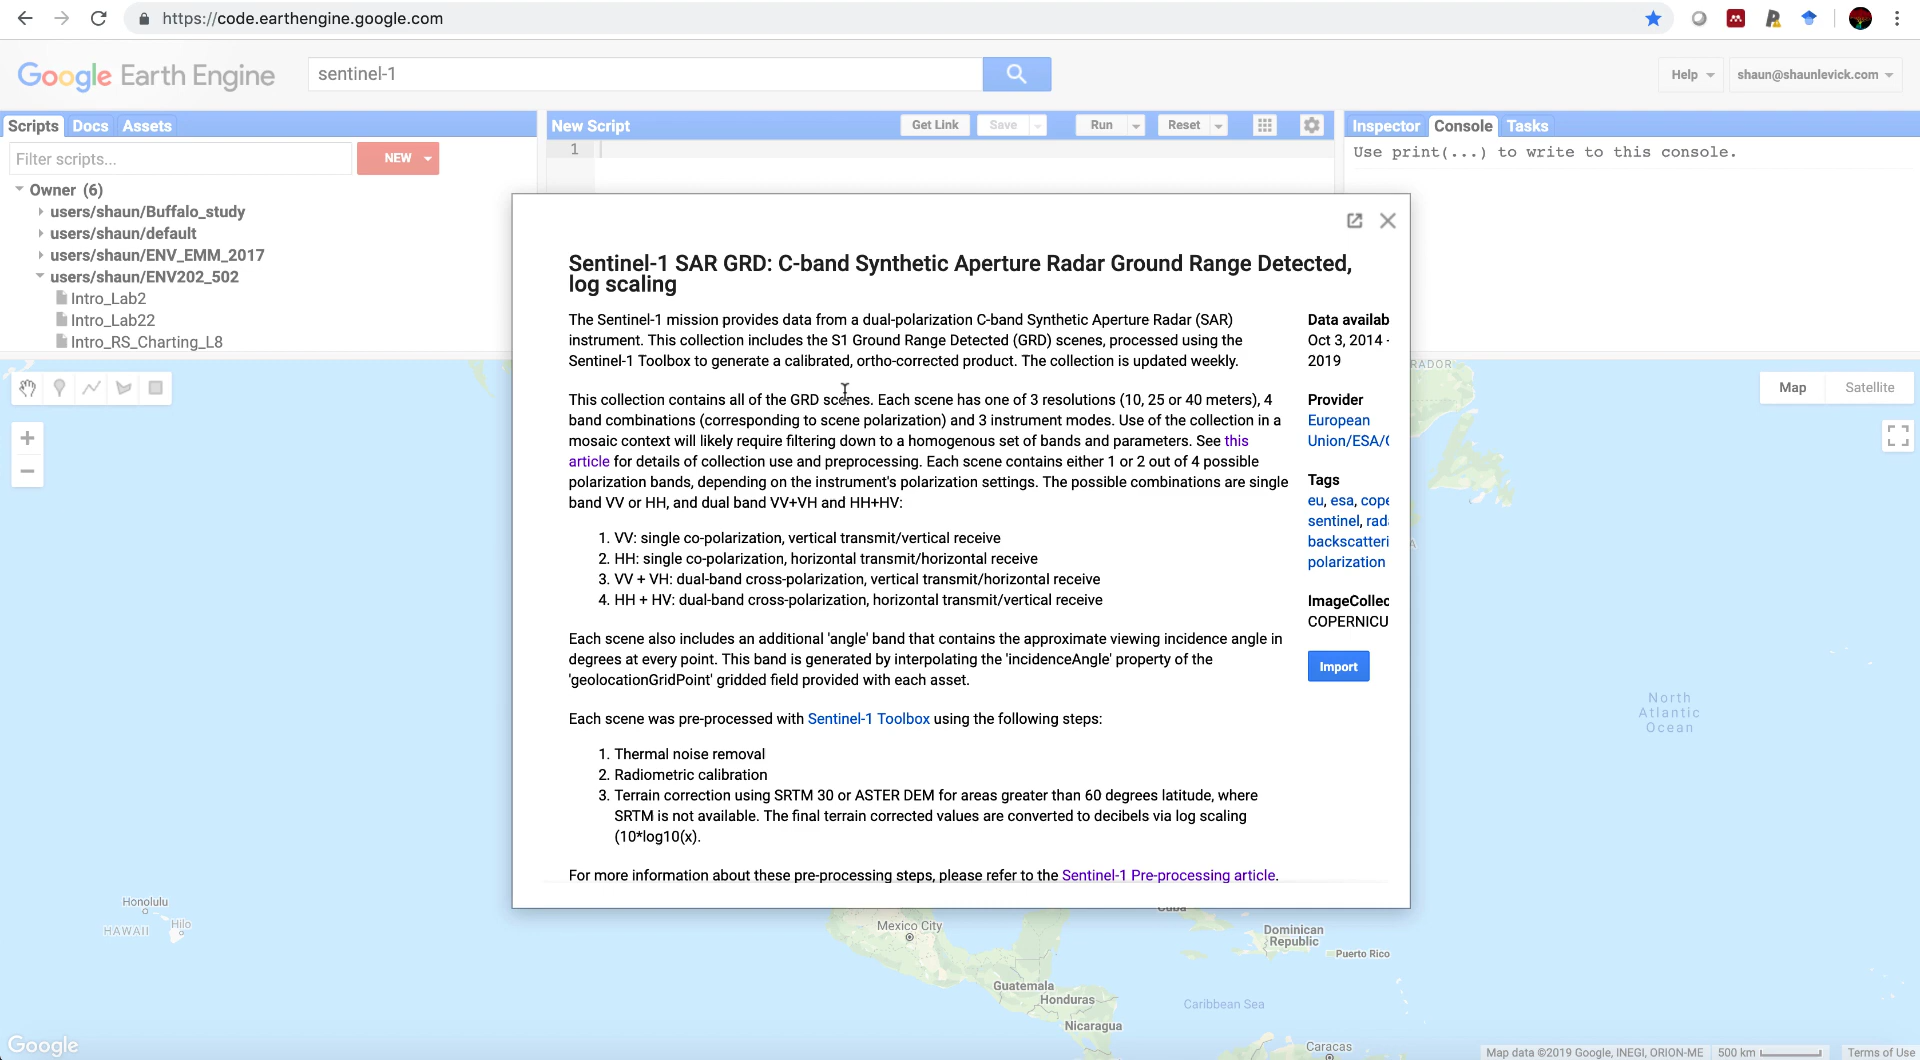 https://code.earthengine.google.com
Google Earth Engine
sentinel-1
Help
shaun@shaunlevick.com
Scripts Docs Assets
New Script
Get Link
Save
Run
Reset
Inspector Console Tasks
Filter scripts...
NEW
1
Use print(...) to write to this console.
Owner (6)
users/shaun/Buffalo_study
users/shaun/default
users/shaun/ENV_EMM_2017
users/shaun/ENV202_502
Intro_Lab2
Intro_Lab22
Intro_RS_Charting_L8
Sentinel-1 SAR GRD: C-band Synthetic Aperture Radar Ground Range Detected,
log scaling
The Sentinel-1 mission provides data from a dual-polarization C-band Synthetic Aperture Radar (SAR)
instrument. This collection includes the S1 Ground Range Detected (GRD) scenes, processed using the
Sentinel-1 Toolbox to generate a calibrated, ortho-corrected product. The collection is updated weekly.
This collection contains all of the GRD scenes. Each scene has one of 3 resolutions (10, 25 or 40 meters), 4
band combinations (corresponding to scene polarization) and 3 instrument modes. Use of the collection in a
mosaic context will likely require filtering down to a homogenous set of bands and parameters. See this
article for details of collection use and preprocessing. Each scene contains either 1 or 2 out of 4 possible
polarization bands, depending on the instrument's polarization settings. The possible combinations are single
band VV or HH, and dual band VV+VH and HH+HV:
1. VV: single co-polarization, vertical transmit/vertical receive
2. HH: single co-polarization, horizontal transmit/horizontal receive
3. VV + VH: dual-band cross-polarization, vertical transmit/horizontal receive
4. HH + HV: dual-band cross-polarization, horizontal transmit/vertical receive
Each scene also includes an additional 'angle' band that contains the approximate viewing incidence angle in
degrees at every point. This band is generated by interpolating the 'incidenceAngle' property of the
'geolocationGridPoint' gridded field provided with each asset.
Each scene was pre-processed with Sentinel-1 Toolbox using the following steps:
1. Thermal noise removal
2. Radiometric calibration
3. Terrain correction using SRTM 30 or ASTER DEM for areas greater than 60 degrees latitude, where
SRTM is not available. The final terrain corrected values are converted to decibels via log scaling
(10*log10(x).
For more information about these pre-processing steps, please refer to the Sentinel-1 Pre-processing article.
Data availab
Oct 3, 2014 -
2019
Provider
European
Union/ESA/C
Tags
eu, esa, cope
sentinel, rada
backscatteri
polarization
ImageCollec
COPERNICU
Import
RADOR
Map
Satellite
North
Atlantic
Ocean
Honolulu
HAWAII
Hilo
Mexico City
Cuba
Dominican
Republic
Puerto Rico
Guatemala
Honduras
Caribbean Sea
Nicaragua
Caracas
Google
Map data ©2019 Google, INEGI, ORION-ME
500 km
Terms of Use